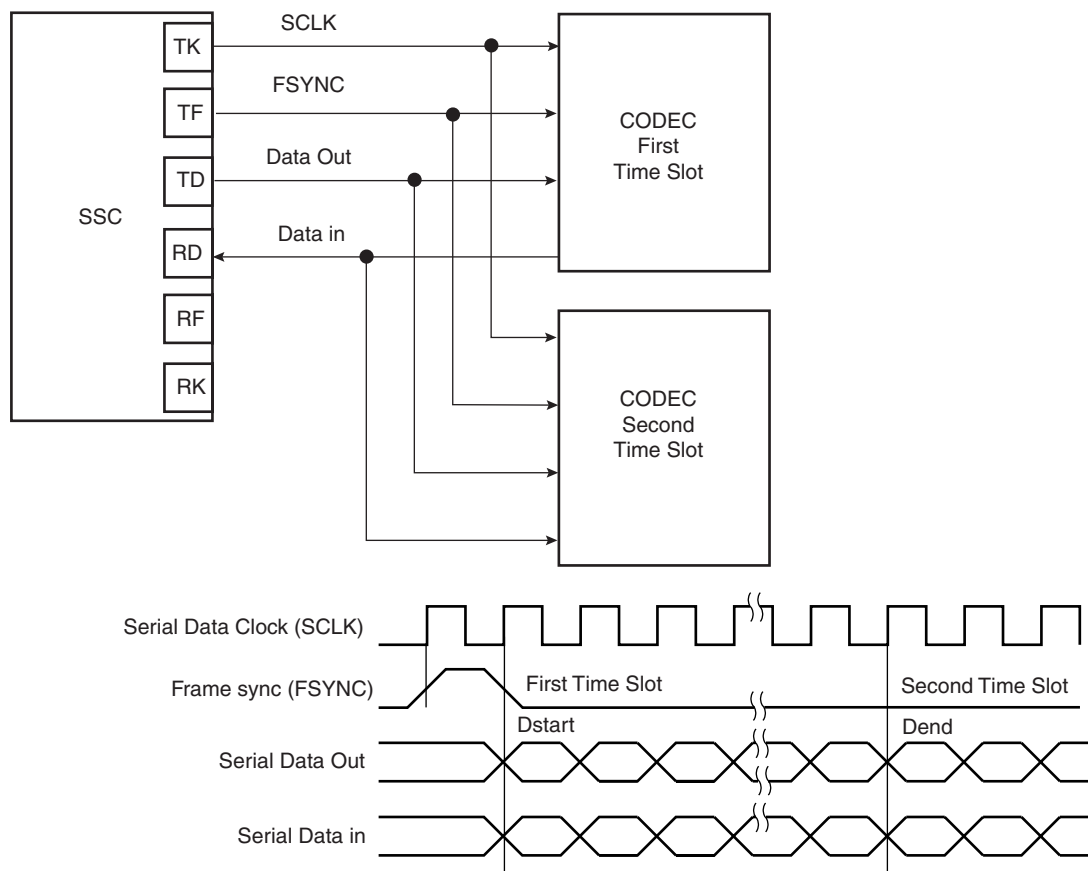 SSC
TK
TF
TD
RD
RF
RK
SCLK
FSYNC
Data Out
Data in
CODEC
First
Time Slot
CODEC
Second
Time Slot
Serial Data Clock (SCLK)
Frame sync (FSYNC)
First Time Slot
Second Time Slot
Dstart
Dend
Serial Data Out
Serial Data in